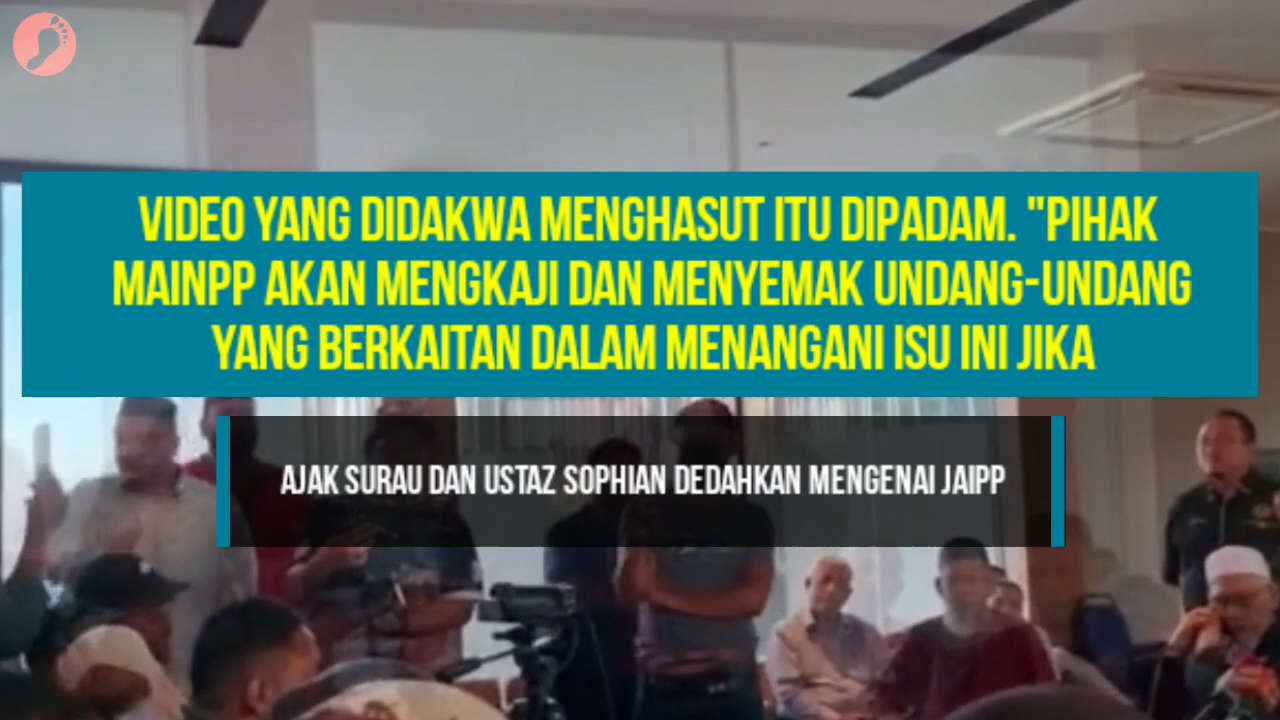 VIDEO YANG DIDAKWA MENGHASUT ITU DIPADAM. "PIHAK
MAINPP AKAN MENGKAJI DAN MENYEMAK UNDANG-UNDANG
YANG BERKAITAN DALAM MENANGANI ISU INI JIKA
AJAK SURAU DAN USTAZ SOPHIAN DEDAHKAN MENGENAI JAIPP